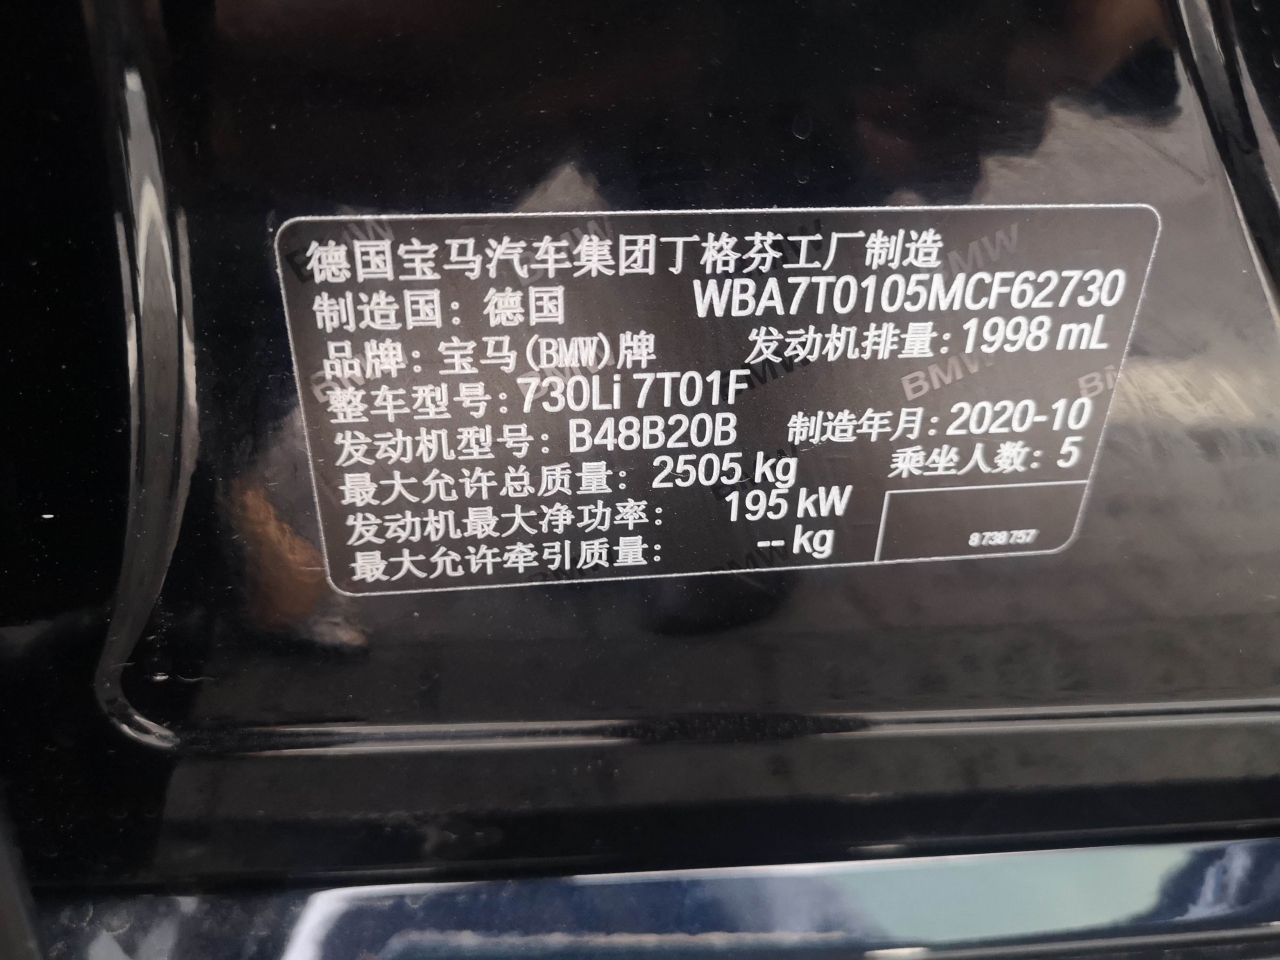 德国宝马汽车集团丁格芬工厂制造
制造国：德国 WBA7T0105MCF62730
品牌：宝马(BMW)牌 发动机排量：1998 mL
整车型号：730Li 7T01F
发动机型号：B48B20B 制造年月：2020-10
最大允许总质量：2505 kg 乘坐人数：5
发动机最大净功率：195 kW
最大允许牵引质量：-- kg
8738757